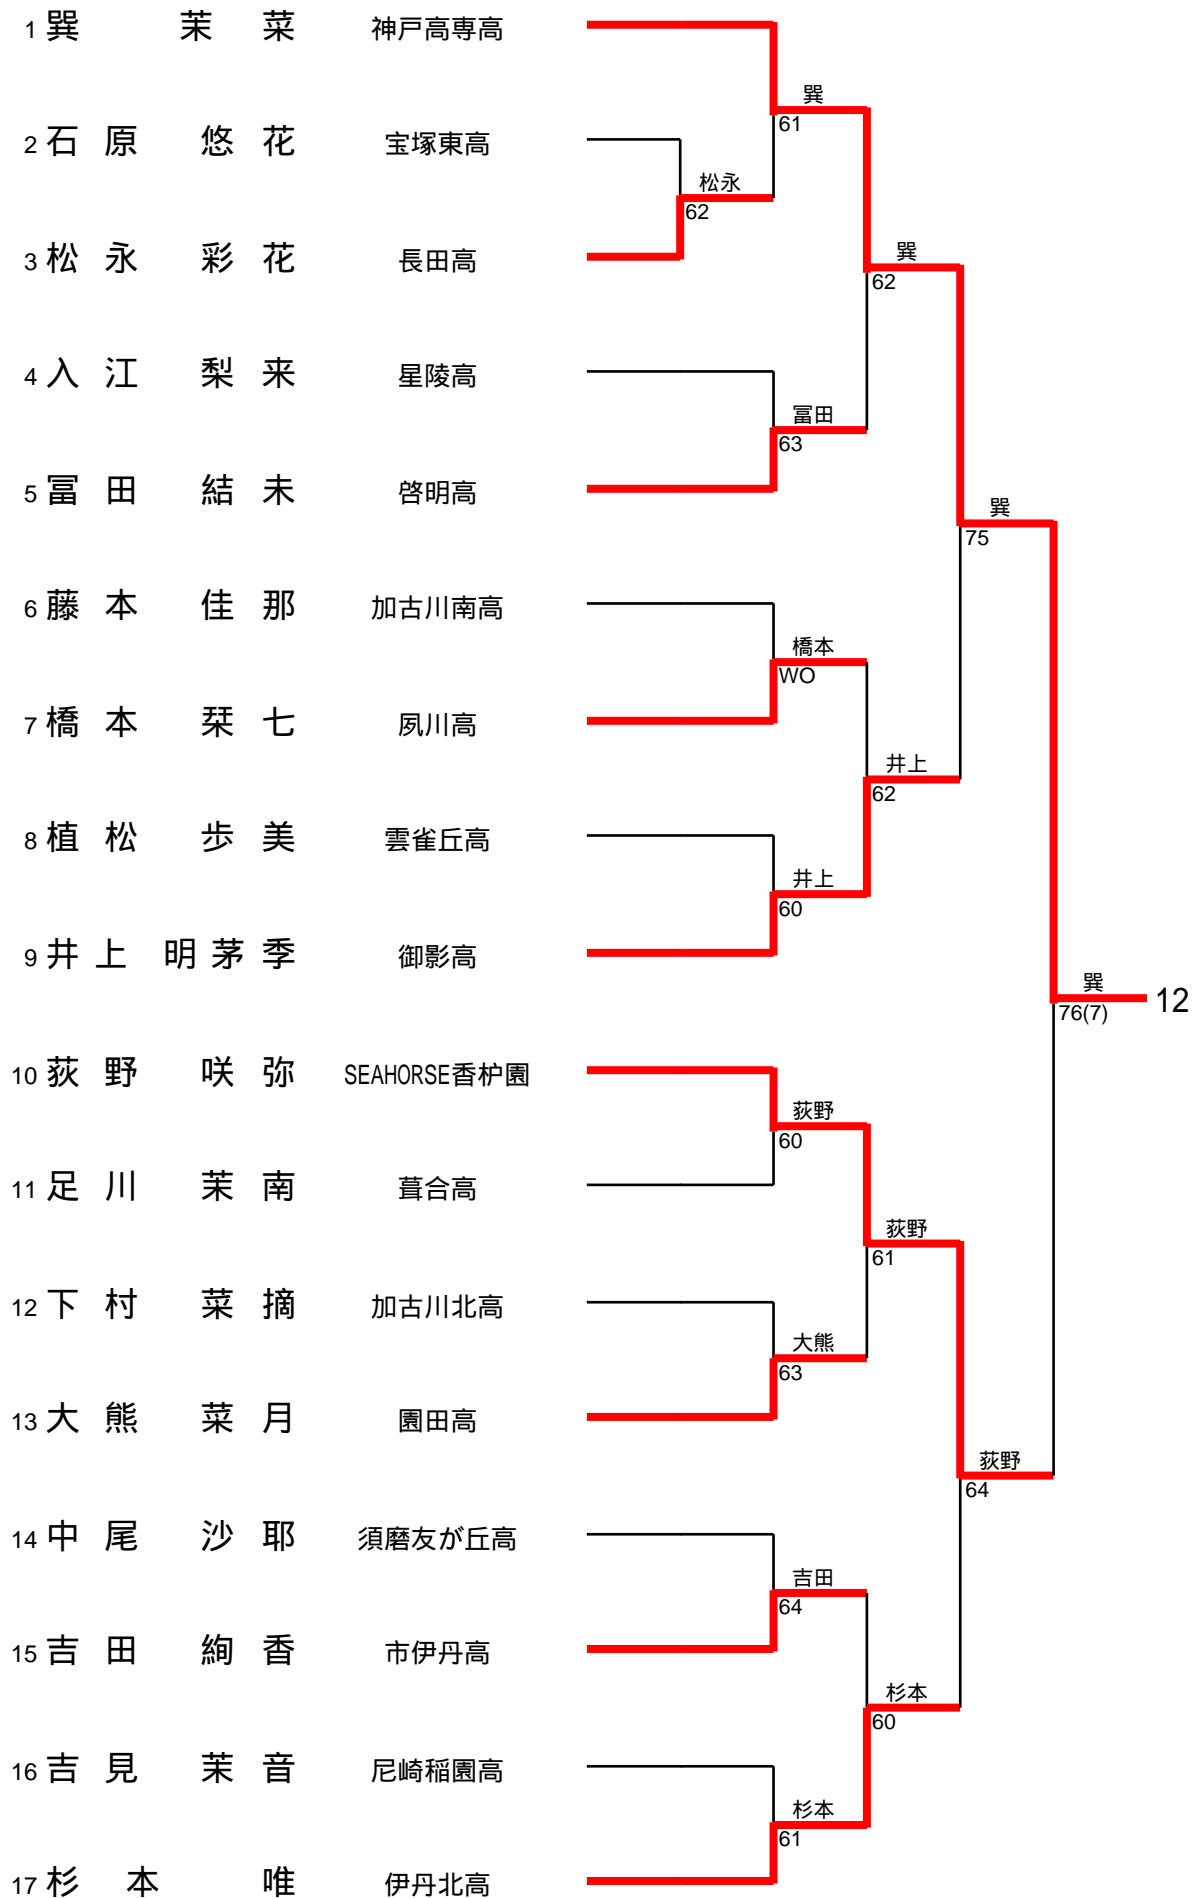 1 巽 茉菜 神戸高専高
巽
61
2 石原 悠花 宝塚東高
松永
62
3 松永 彩花 長田高
巽
62
4 入江 梨来 星陵高
冨田
63
5 冨田 結未 啓明高
巽
75
6 藤本 佳那 加古川南高
橋本
WO
7 橋本 栞七 夙川高
井上
62
8 植松 歩美 雲雀丘高
井上
60
9 井上 明茅季 御影高
巽
76(7)
12
10 荻野 咲弥 SEAHORSE香枦園
荻野
60
11 足川 茉南 葺合高
荻野
61
12 下村 菜摘 加古川北高
大熊
63
13 大熊 菜月 園田高
荻野
64
14 中尾 沙耶 須磨友が丘高
吉田
64
15 吉田 絢香 市伊丹高
杉本
60
16 吉見 茉音 尼崎稲園高
杉本
61
17 杉本 唯 伊丹北高